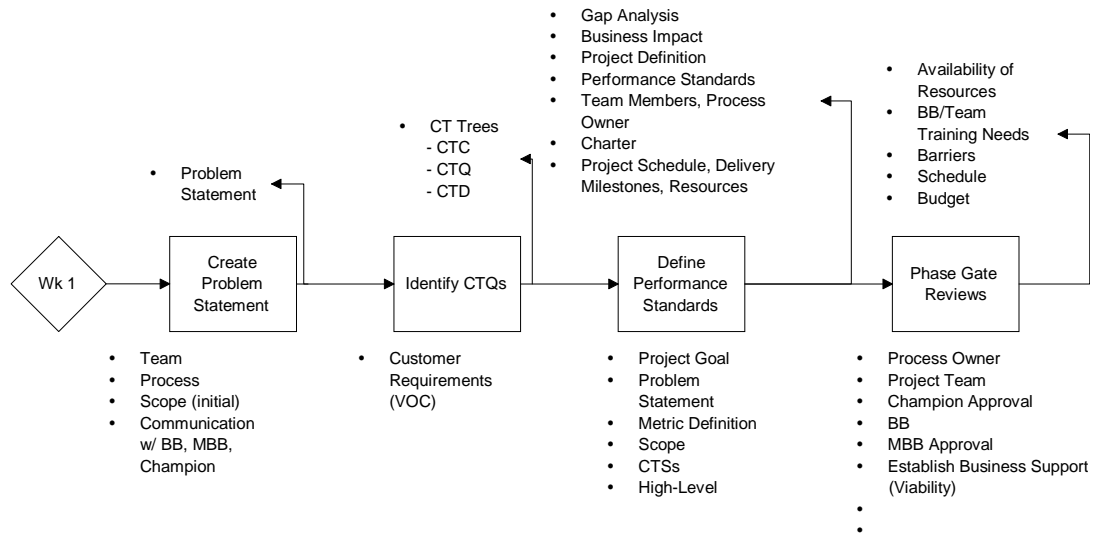 • Gap Analysis
• Business Impact
• Project Definition
• Performance Standards
• Team Members, Process
Owner
• Charter
• Project Schedule, Delivery
Milestones, Resources
• Availability of
Resources
• BB/Team
Training Needs
• Barriers
• Schedule
• Budget
• CT Trees
- CTC
- CTQ
- CTD
• Problem
Statement
Wk 1
Create
Problem
Statement
Identify CTQs
Define
Performance
Standards
Phase Gate
Reviews
• Team
• Process
• Scope (initial)
• Communication
w/ BB, MBB,
Champion
• Customer
Requirements
(VOC)
• Project Goal
• Problem
Statement
• Metric Definition
• Scope
• CTSs
• High-Level
• Process Owner
• Project Team
• Champion Approval
• BB
• MBB Approval
• Establish Business Support
(Viability)
•
•